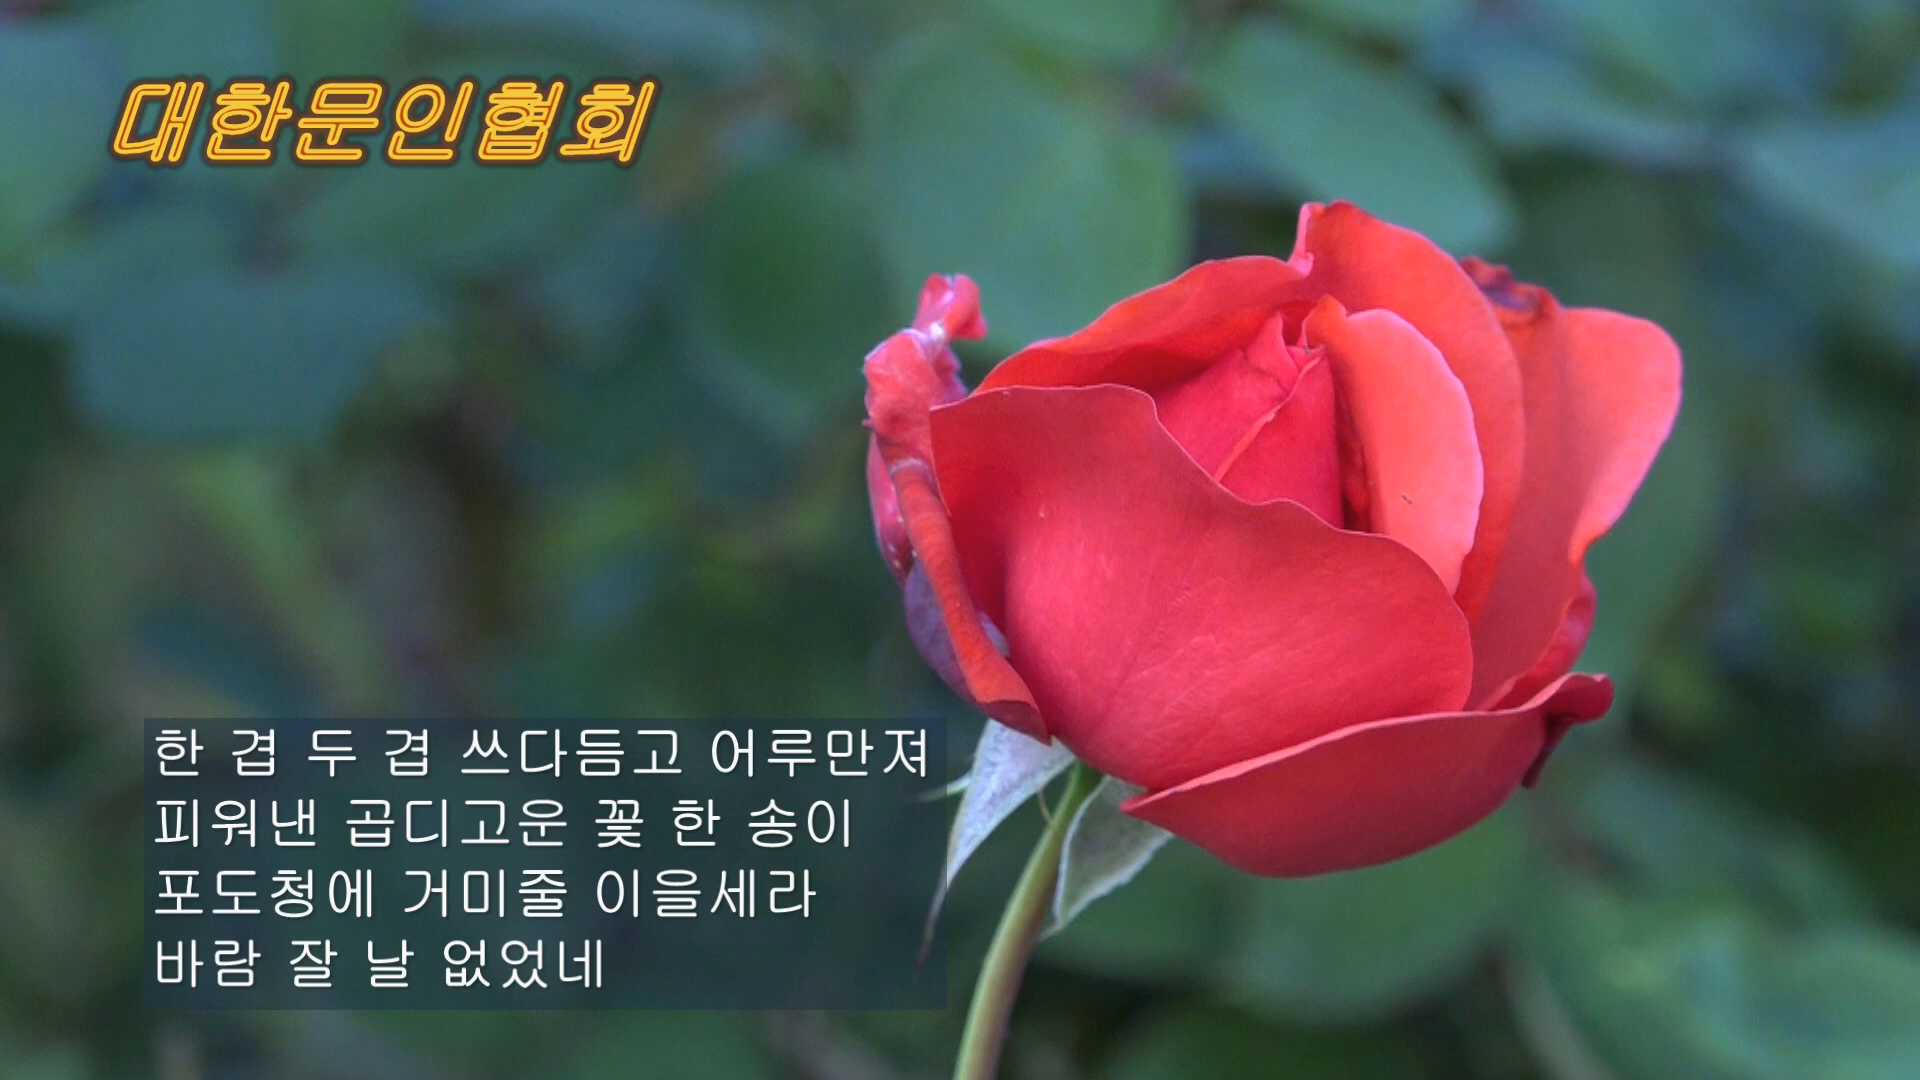 대한문인협회
한 겹 두 겹 쓰다듬고 어루만져
피워낸 곱디고운 꽃 한 송이
포도청에 거미줄 이을세라
바람 잘 날 없었네